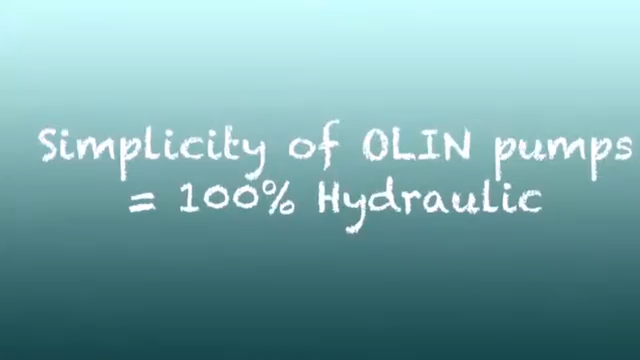 Simplicity of OLIN pumps
= 100% Hydraulic